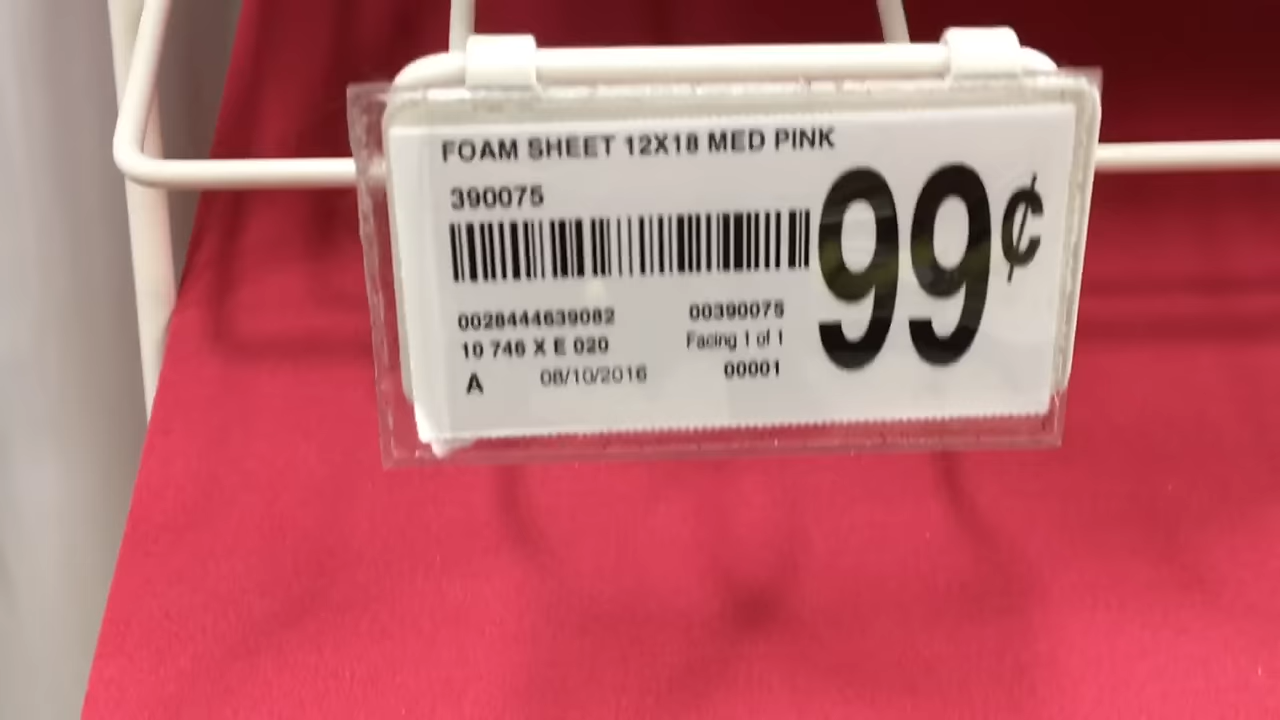 FOAM SHEET 12X18 MED PINK
390075
99¢
0028444639082 00390075
10 746 X E 020 Facing 1 of 1
A 08/10/2016 00001